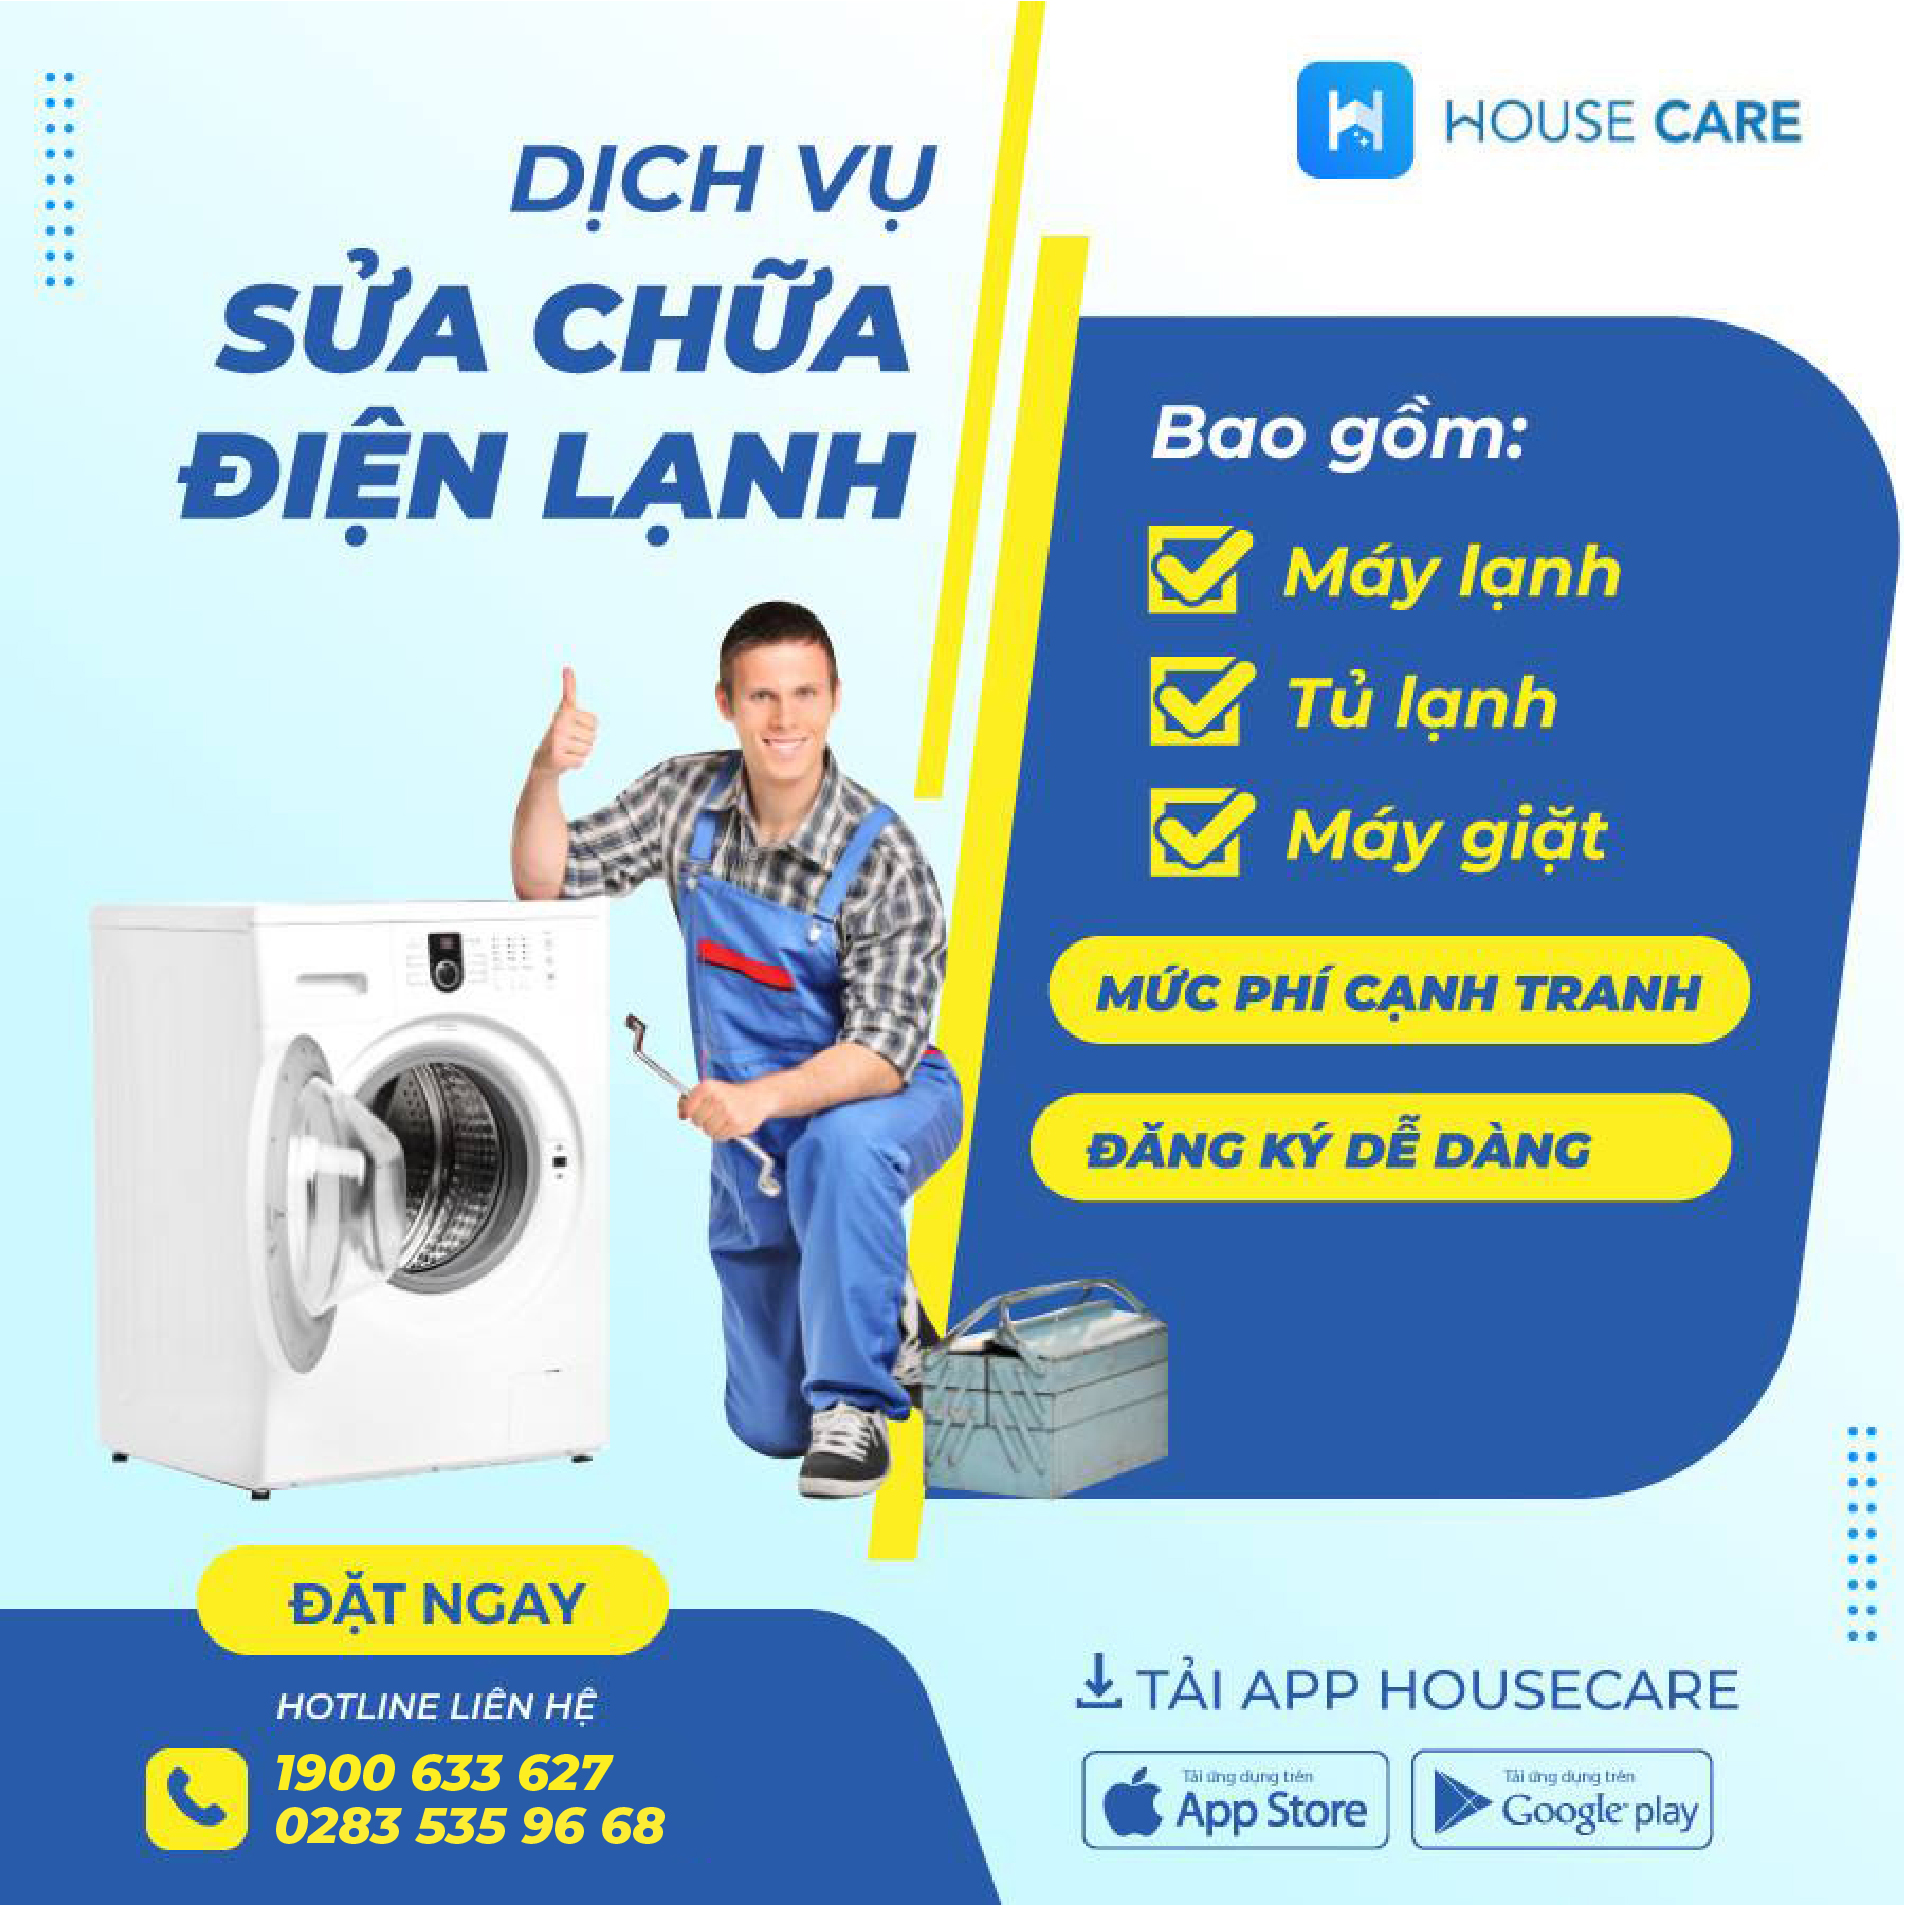 HOUSE CARE
DỊCH VỤ
SỬA CHỮA
ĐIỆN LẠNH
Bao gồm:
Máy lạnh
Tủ lạnh
Máy giặt
MỨC PHÍ CẠNH TRANH
ĐĂNG KÝ DỄ DÀNG
ĐẶT NGAY
HOTLINE LIÊN HỆ
1900 633 627
0283 535 96 68
TẢI APP HOUSECARE
Tải ứng dụng trên
App Store
Tải ứng dụng trên
Google play